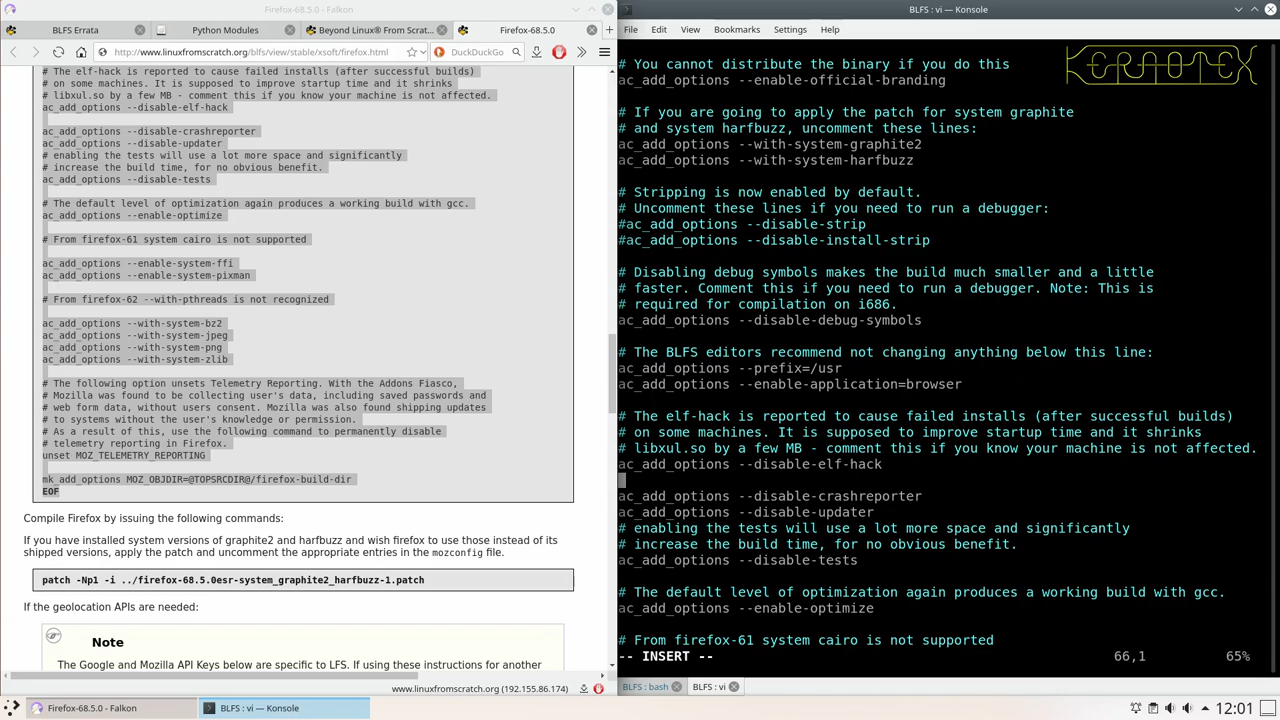 Firefox-68.5.0 - Falkon
BLFS Errata
Python Modules
Beyond Linux® From Scrat...
Firefox-68.5.0
http://www.linuxfromscratch.org/blfs/view/stable/xsoft/firefox.html
DuckDuckGo
# The elf-hack is reported to cause failed installs (after successful builds)
# on some machines. It is supposed to improve startup time and it shrinks
# libxul.so by a few MB - comment this if you know your machine is not affected.
ac_add_options --disable-elf-hack
ac_add_options --disable-crashreporter
ac_add_options --disable-updater
# enabling the tests will use a lot more space and significantly
# increase the build time, for no obvious benefit.
ac_add_options --disable-tests
# The default level of optimization again produces a working build with gcc.
ac_add_options --enable-optimize
# From firefox-61 system cairo is not supported
ac_add_options --enable-system-ffi
ac_add_options --enable-system-pixman
# From firefox-62 --with-pthreads is not recognized
ac_add_options --with-system-bz2
ac_add_options --with-system-jpeg
ac_add_options --with-system-png
ac_add_options --with-system-zlib
# The following option unsets Telemetry Reporting. With the Addons Fiasco,
# Mozilla was found to be collecting user's data, including saved passwords and
# web form data, without users consent. Mozilla was also found shipping updates
# to systems without the user's knowledge or permission.
# As a result of this, use the following command to permanently disable
# telemetry reporting in Firefox.
unset MOZ_TELEMETRY_REPORTING
mk_add_options MOZ_OBJDIR=@TOPSRCDIR@/firefox-build-dir
EOF
Compile Firefox by issuing the following commands:
If you have installed system versions of graphite2 and harfbuzz and wish firefox to use those instead of its
shipped versions, apply the patch and uncomment the appropriate entries in the mozconfig file.
patch -Np1 -i ../firefox-68.5.0esr-system_graphite2_harfbuzz-1.patch
If the geolocation APIs are needed:
Note
The Google and Mozilla API Keys below are specific to LFS. If using these instructions for another
www.linuxfromscratch.org (192.155.86.174)
BLFS : vi — Konsole
File Edit View Bookmarks Settings Help
KERAOTEX
# You cannot distribute the binary if you do this
ac_add_options --enable-official-branding
# If you are going to apply the patch for system graphite
# and system harfbuzz, uncomment these lines:
ac_add_options --with-system-graphite2
ac_add_options --with-system-harfbuzz
# Stripping is now enabled by default.
# Uncomment these lines if you need to run a debugger:
#ac_add_options --disable-strip
#ac_add_options --disable-install-strip
# Disabling debug symbols makes the build much smaller and a little
# faster. Comment this if you need to run a debugger. Note: This is
# required for compilation on i686.
ac_add_options --disable-debug-symbols
# The BLFS editors recommend not changing anything below this line:
ac_add_options --prefix=/usr
ac_add_options --enable-application=browser
# The elf-hack is reported to cause failed installs (after successful builds)
# on some machines. It is supposed to improve startup time and it shrinks
# libxul.so by a few MB - comment this if you know your machine is not affected.
ac_add_options --disable-elf-hack
ac_add_options --disable-crashreporter
ac_add_options --disable-updater
# enabling the tests will use a lot more space and significantly
# increase the build time, for no obvious benefit.
ac_add_options --disable-tests
# The default level of optimization again produces a working build with gcc.
ac_add_options --enable-optimize
# From firefox-61 system cairo is not supported
-- INSERT -- 66,1 65%
BLFS : bash
BLFS : vi
Firefox-68.5.0 - Falkon
BLFS : vi — Konsole
12:01